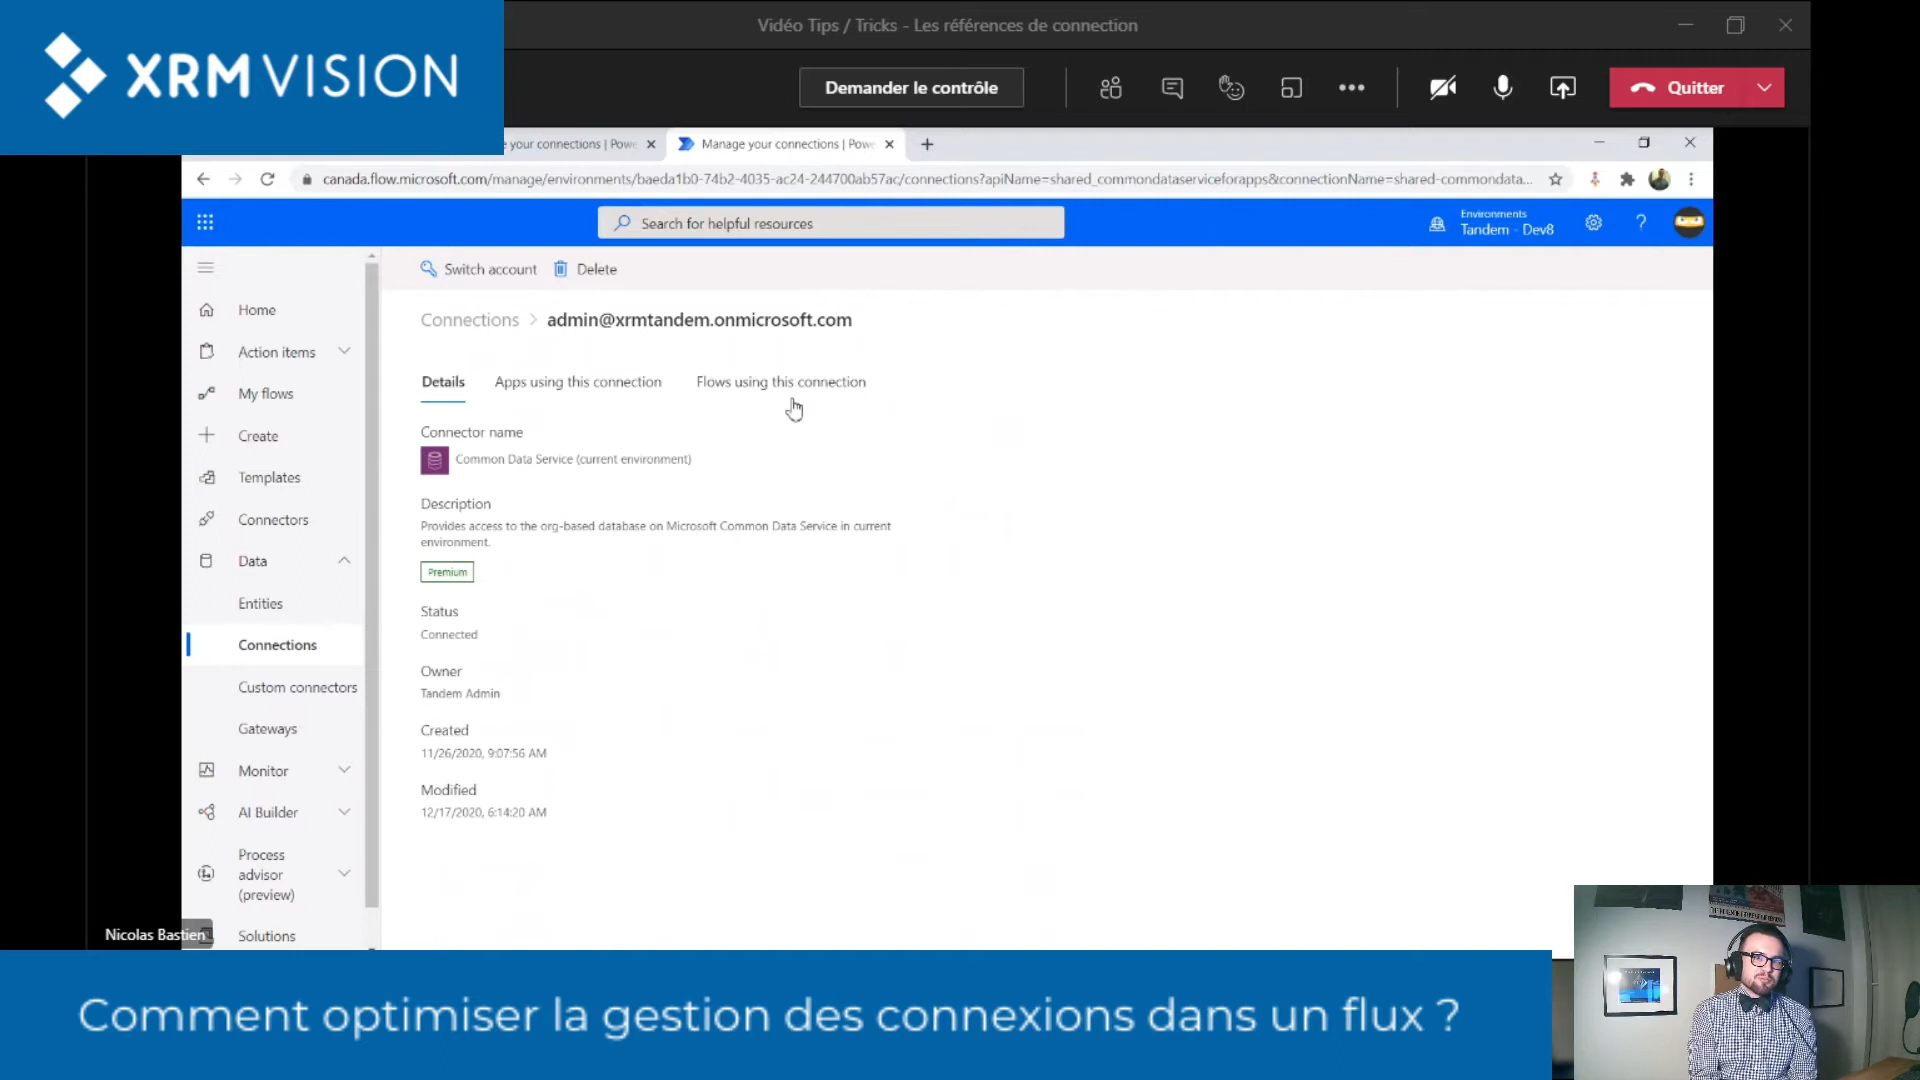 XRMVISION
Vidéo Tips / Tricks - Les références de connection
Demander le contrôle
Quitter
e your connections | Powe
Manage your connections | Powe
canada.flow.microsoft.com/manage/environments/baeda1b0-74b2-4035-ac24-244700ab57ac/connections?apiName=shared_commondataserviceforapps&connectionName=shared-commondata...
Search for helpful resources
Environments
Tandem - Dev8
Switch account
Delete
Connections > admin@xrmtandem.onmicrosoft.com
Home
Action items
My flows
Create
Templates
Connectors
Data
Entities
Connections
Custom connectors
Gateways
Monitor
AI Builder
Process
advisor
(preview)
Solutions
Details
Apps using this connection
Flows using this connection
Connector name
Common Data Service (current environment)
Description
Provides access to the org-based database on Microsoft Common Data Service in current
environment.
Premium
Status
Connected
Owner
Tandem Admin
Created
11/26/2020, 9:07:56 AM
Modified
12/17/2020, 6:14:20 AM
Nicolas Bastien
Comment optimiser la gestion des connexions dans un flux ?